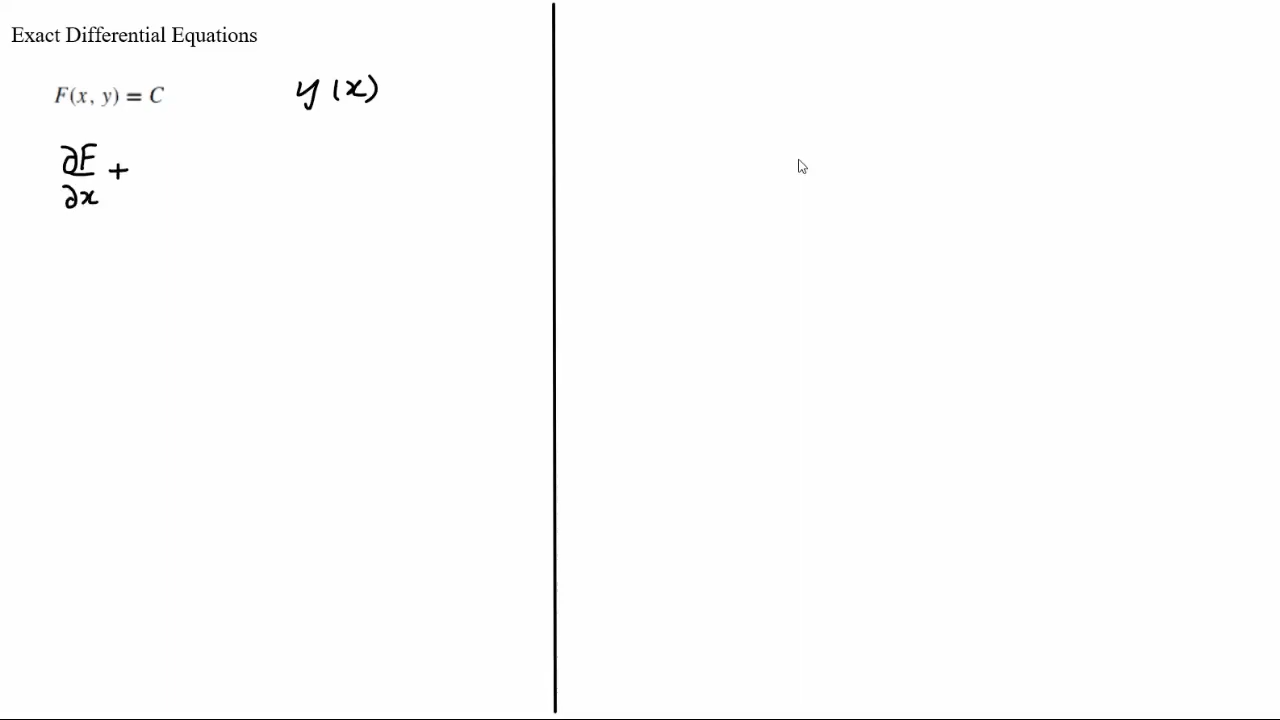 Exact Differential Equations
F(x, y) = C y(x)
∂F/∂x +